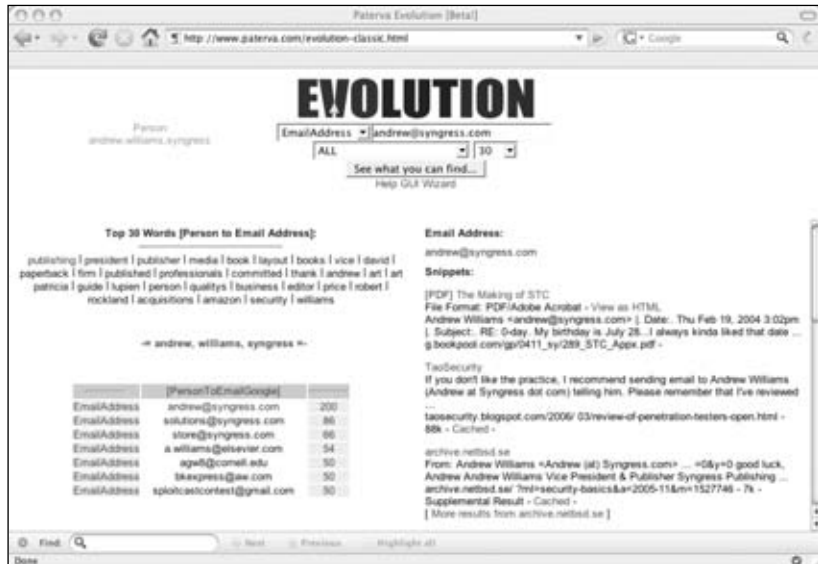 Paterva Evolution [Beta!]
http://www.paterva.com/evolution-classic.html
Google
EVOLUTION
Person
andrew.williams.syngress
EmailAddress andrew@syngress.com
ALL 30
See what you can find...
Help GUI Wizard
Top 30 Words [Person to Email Address]:
publishing | president | publisher | media | book | layout | books | vice | david |
paperback | firm | published | professionals | committed | thank | andrew | art | art
patricia | guide | lupien | person | qualitys | business | editor | price | robert |
rockland | acquisitions | amazon | security | williams
-= andrew, williams, syngress =-
[PersonToEmailGoogle]
EmailAddress andrew@syngress.com 200
EmailAddress solutions@syngress.com 86
EmailAddress store@syngress.com 66
EmailAddress a.williams@elsevier.com 54
EmailAddress agw8@cornell.edu 50
EmailAddress bkexpress@aw.com 50
EmailAddress sploitcastcontest@gmail.com 50
Email Address:
andrew@syngress.com
Snippets:
[PDF] The Making of STC
File Format: PDF/Adobe Acrobat - View as HTML
Andrew Williams <andrew@syngress.com> |. Date:. Thu Feb 19, 2004 3:02pm
|. Subject:. RE: 0-day. My birthday is July 28...I always kinda liked that date ...
g.bookpool.com/gp/0411_sy/289_STC_Appx.pdf -
TaoSecurity
If you don't like the practice, I recommend sending email to Andrew Williams
(Andrew at Syngress dot com) telling him. Please remember that I've reviewed
...
taosecurity.blogspot.com/2006/ 03/review-of-penetration-testers-open.html -
88k - Cached -
archive.netbsd.se
From: Andrew Williams <Andrew (at) Syngress.com> ... =0&y=0 good luck,
Andrew Andrew Williams Vice President & Publisher Syngress Publishing ...
archive.netbsd.se/ ?ml=security-basics&a=2005-11&m=1527746 - 7k -
Supplemental Result - Cached -
[ More results from archive.netbsd.se ]
Find: Next Previous Highlight all
Done